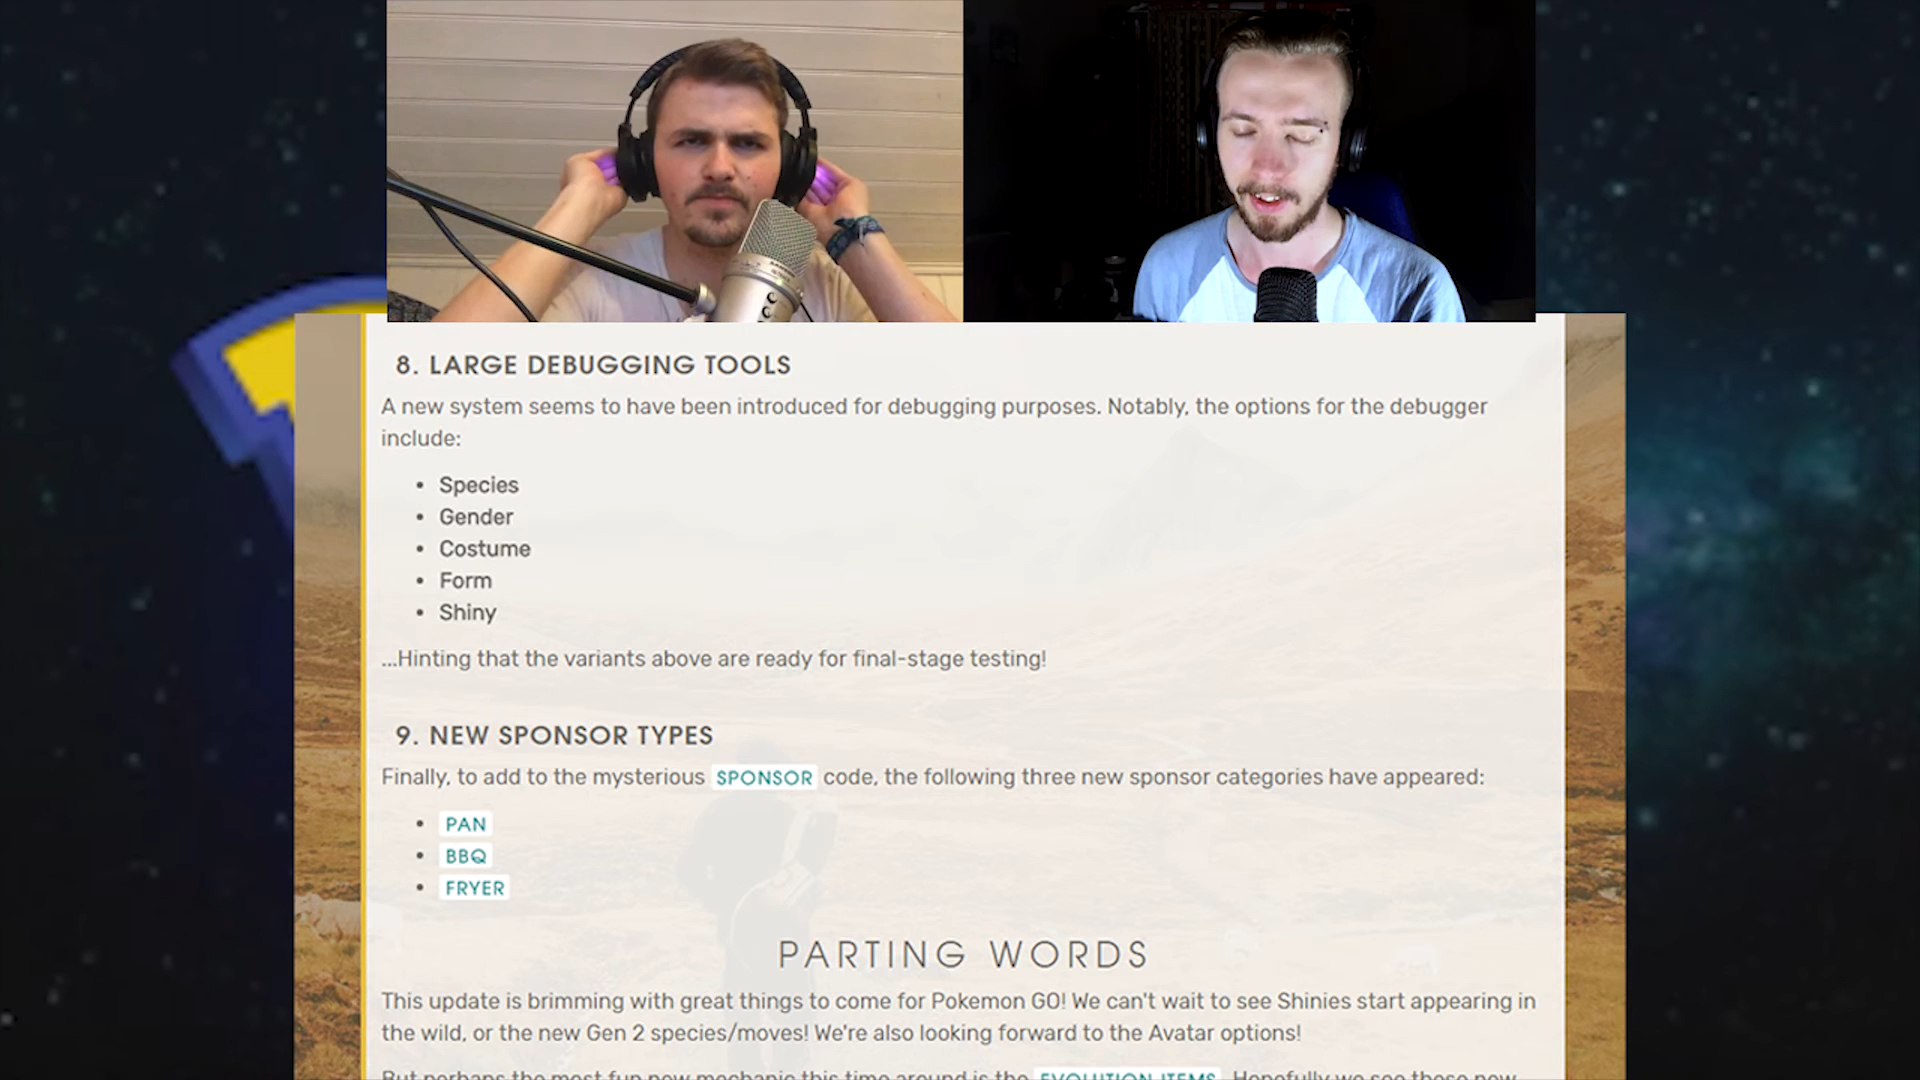 8. LARGE DEBUGGING TOOLS
A new system seems to have been introduced for debugging purposes. Notably, the options for the debugger
include:
• Species
• Gender
• Costume
• Form
• Shiny
...Hinting that the variants above are ready for final-stage testing!
9. NEW SPONSOR TYPES
Finally, to add to the mysterious SPONSOR code, the following three new sponsor categories have appeared:
• PAN
• BBQ
• FRYER
PARTING WORDS
This update is brimming with great things to come for Pokemon GO! We can't wait to see Shinies start appearing in
the wild, or the new Gen 2 species/moves! We're also looking forward to the Avatar options!
But perhaps the most fun new mechanic this time around is the EVOLUTION ITEMS. Hopefully we see these new